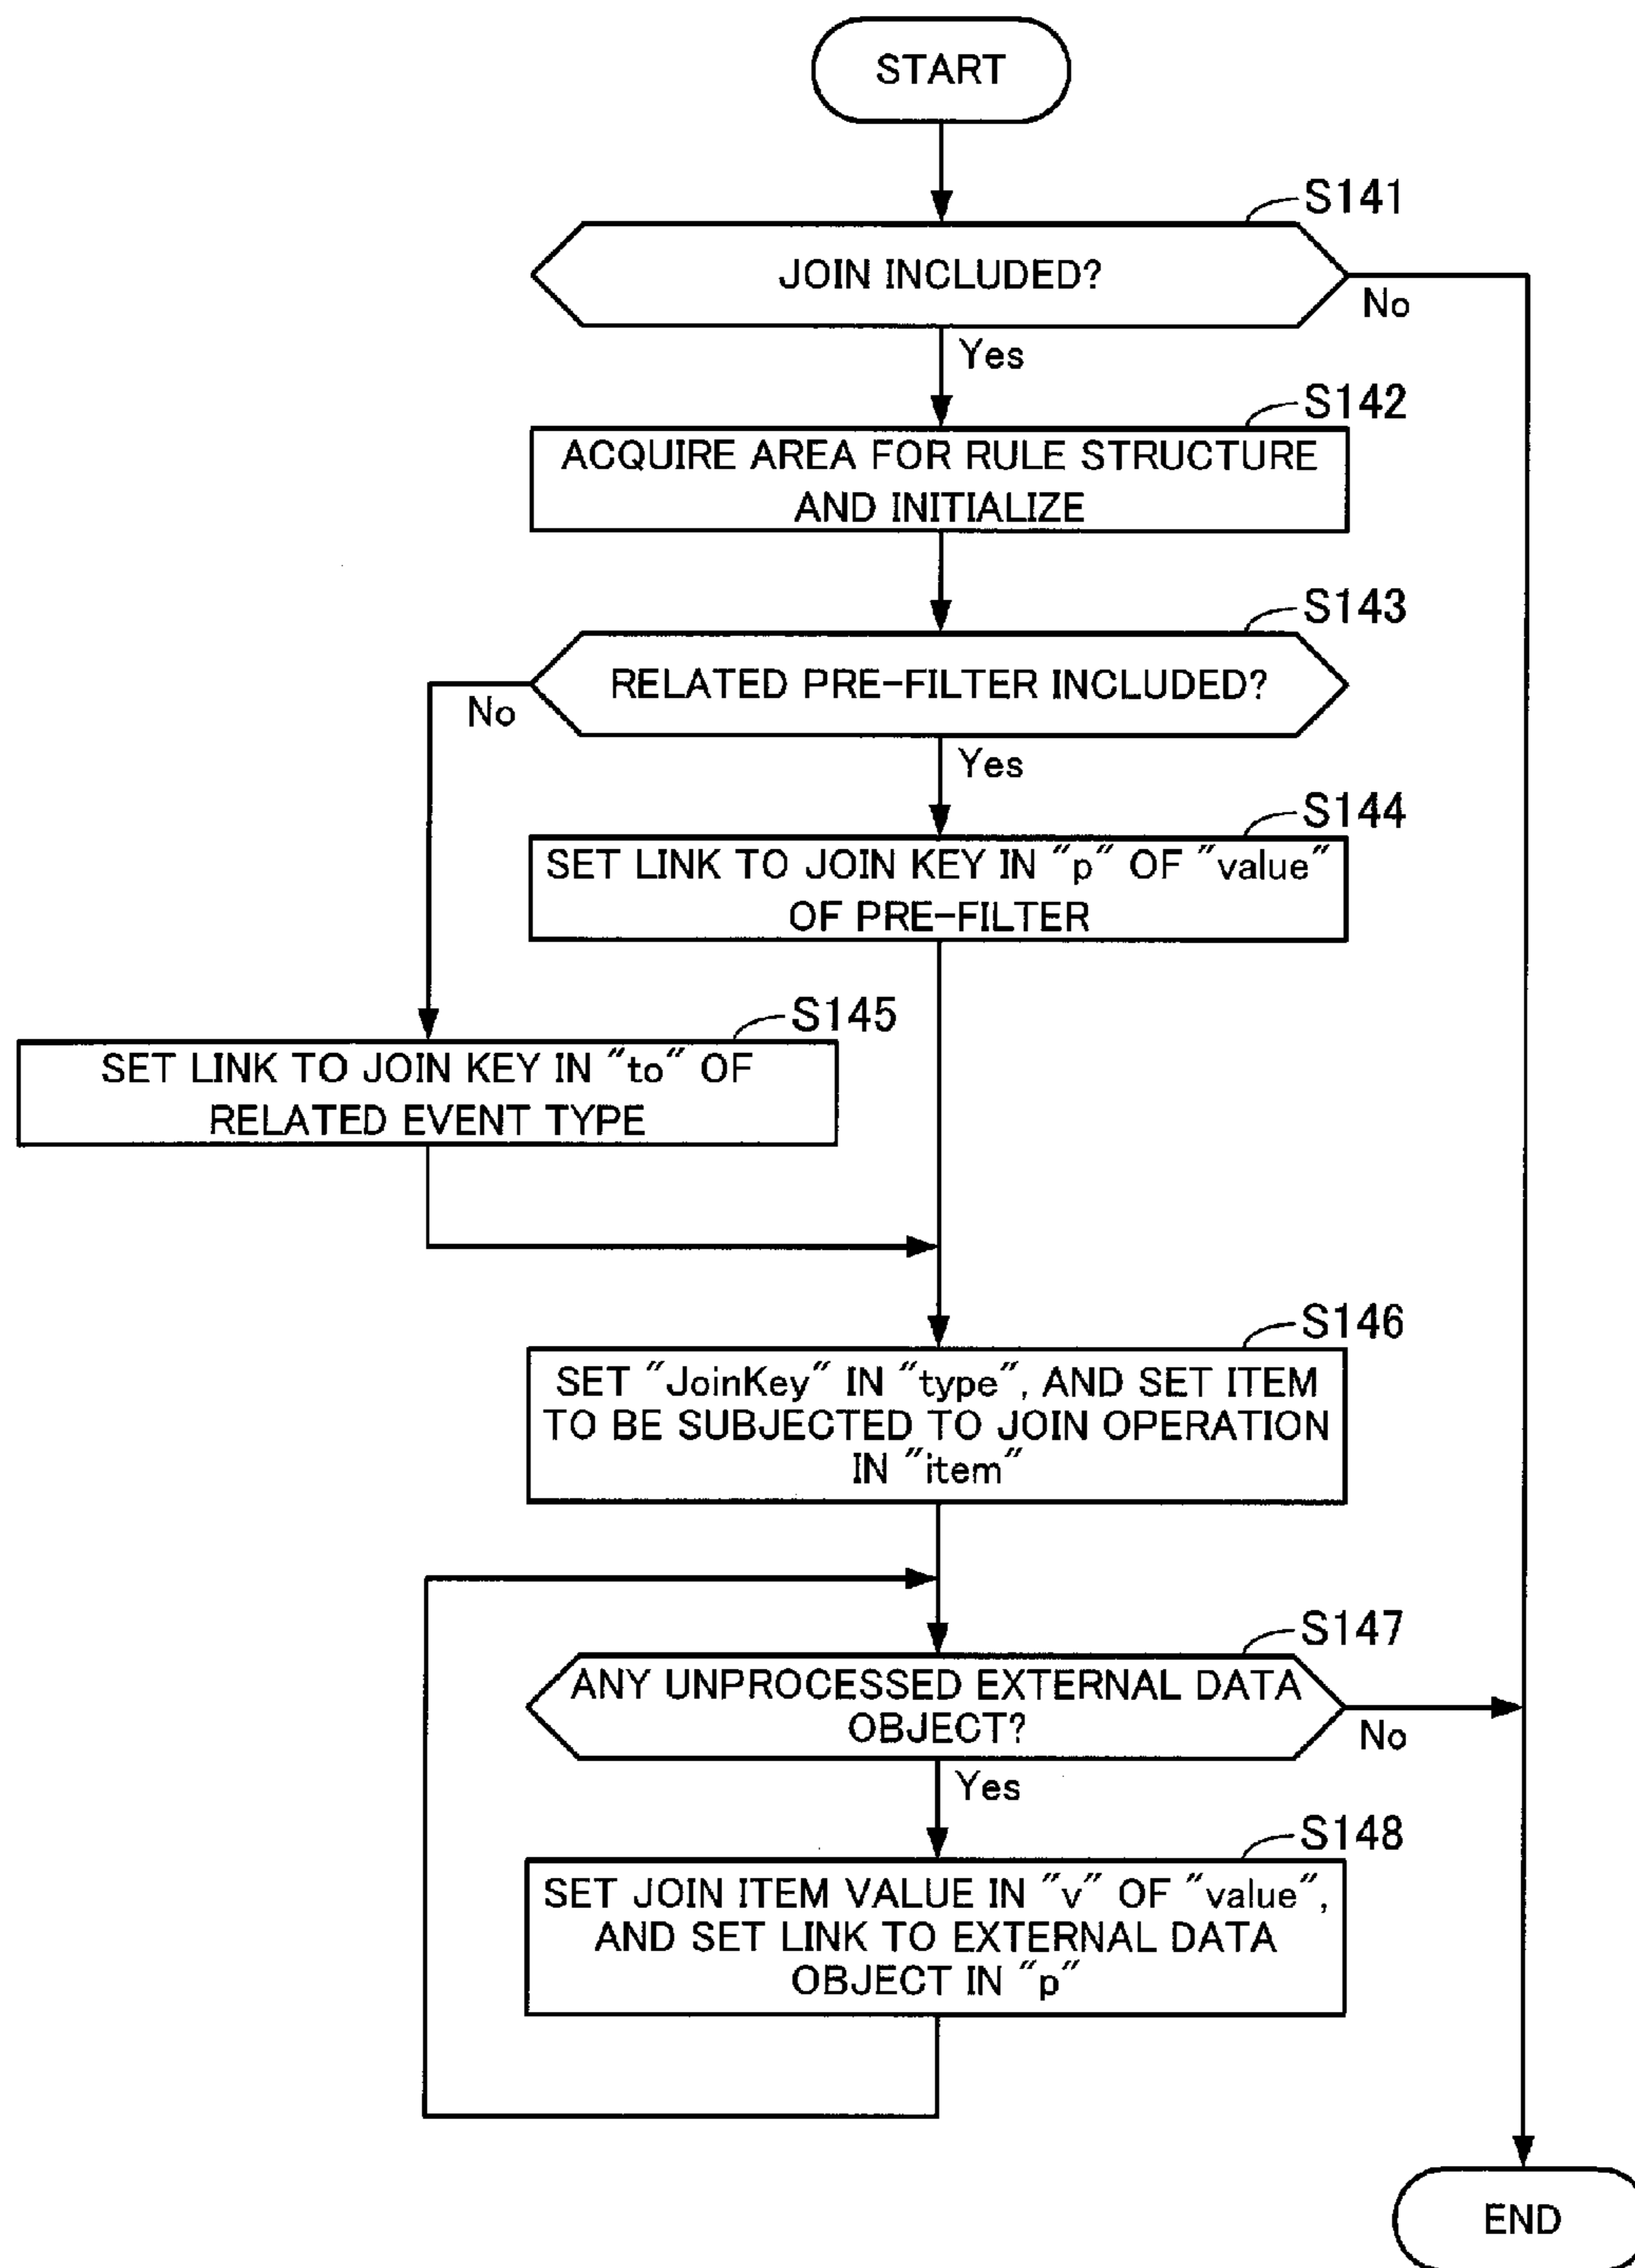 START
S141
JOIN INCLUDED?
No
Yes
S142
ACQUIRE AREA FOR RULE STRUCTURE
AND INITIALIZE
S143
RELATED PRE-FILTER INCLUDED?
No
Yes
S144
SET LINK TO JOIN KEY IN "p" OF "value"
OF PRE-FILTER
S145
SET LINK TO JOIN KEY IN "to" OF
RELATED EVENT TYPE
S146
SET "JoinKey" IN "type", AND SET ITEM
TO BE SUBJECTED TO JOIN OPERATION
IN "item"
S147
ANY UNPROCESSED EXTERNAL DATA
OBJECT?
No
Yes
S148
SET JOIN ITEM VALUE IN "v" OF "value",
AND SET LINK TO EXTERNAL DATA
OBJECT IN "p"
END